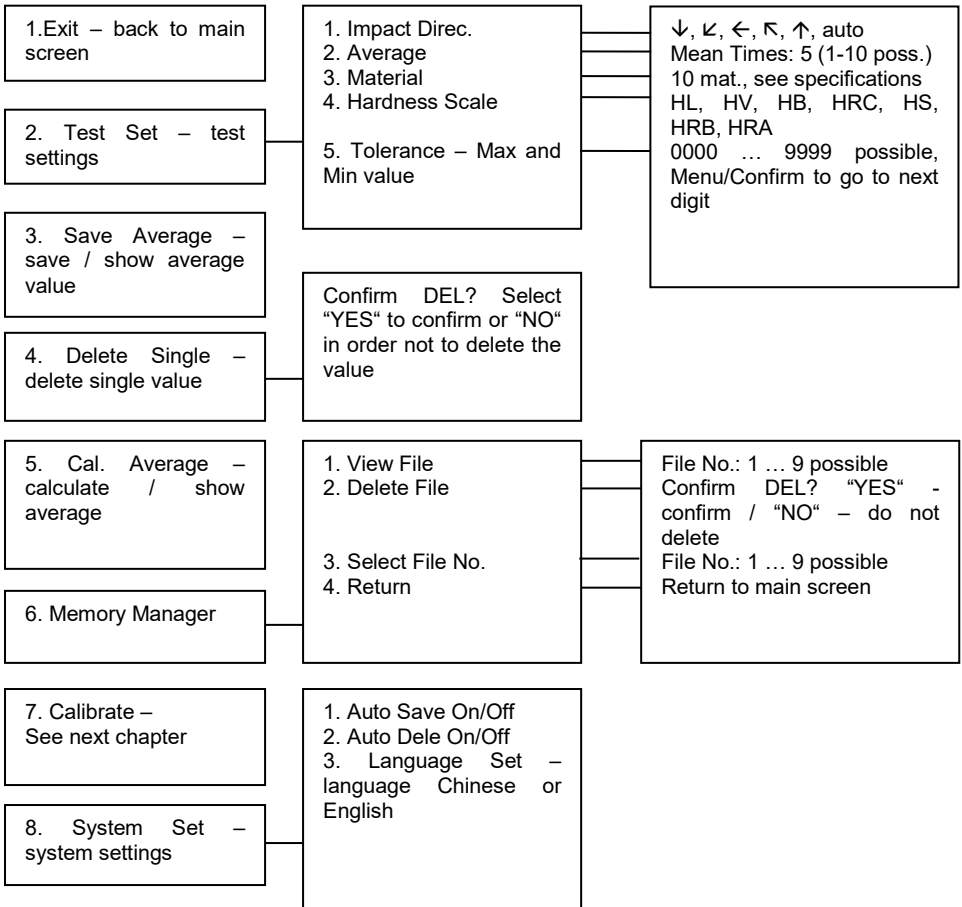 1.Exit – back to main
screen
2. Test Set – test
settings
3. Save Average –
save / show average
value
4. Delete Single –
delete single value
5. Cal. Average –
calculate / show
average
6. Memory Manager
7. Calibrate –
See next chapter
8. System Set –
system settings
1. Impact Direc.
2. Average
3. Material
4. Hardness Scale
5. Tolerance – Max and
Min value
Confirm DEL? Select
“YES“ to confirm or “NO“
in order not to delete the
value
1. View File
2. Delete File
3. Select File No.
4. Return
1. Auto Save On/Off
2. Auto Dele On/Off
3. Language Set –
language Chinese or
English
↓, ↙, ←, ↖, ↑, auto
Mean Times: 5 (1-10 poss.)
10 mat., see specifications
HL, HV, HB, HRC, HS,
HRB, HRA
0000 … 9999 possible,
Menu/Confirm to go to next
digit
File No.: 1 … 9 possible
Confirm DEL? “YES“ -
confirm / “NO“ – do not
delete
File No.: 1 … 9 possible
Return to main screen